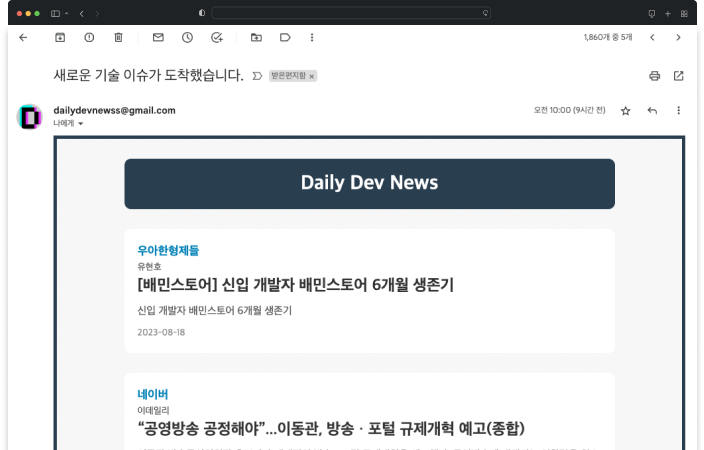 1,860개 중 5개
새로운 기술 이슈가 도착했습니다.
받은편지함 ×
dailydevnewss@gmail.com
오전 10:00 (9시간 전)
나에게
Daily Dev News
우아한형제들
유현호
[배민스토어] 신입 개발자 배민스토어 6개월 생존기
신입 개발자 배민스토어 6개월 생존기
2023-08-18
네이버
이데일리
“공영방송 공정해야”...이동관, 방송 · 포털 규제개혁 예고(종합)